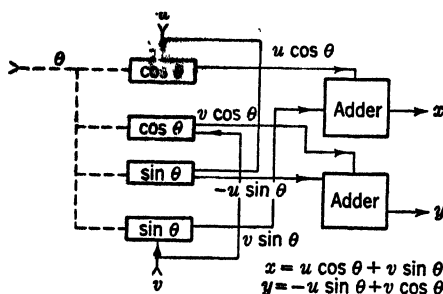 u
θ
u cos θ
cos θ
Adder
x
v cos θ
cos θ
sin θ
-u sin θ
Adder
y
sin θ
v sin θ
v
x = u cos θ + v sin θ
y = -u sin θ + v cos θ